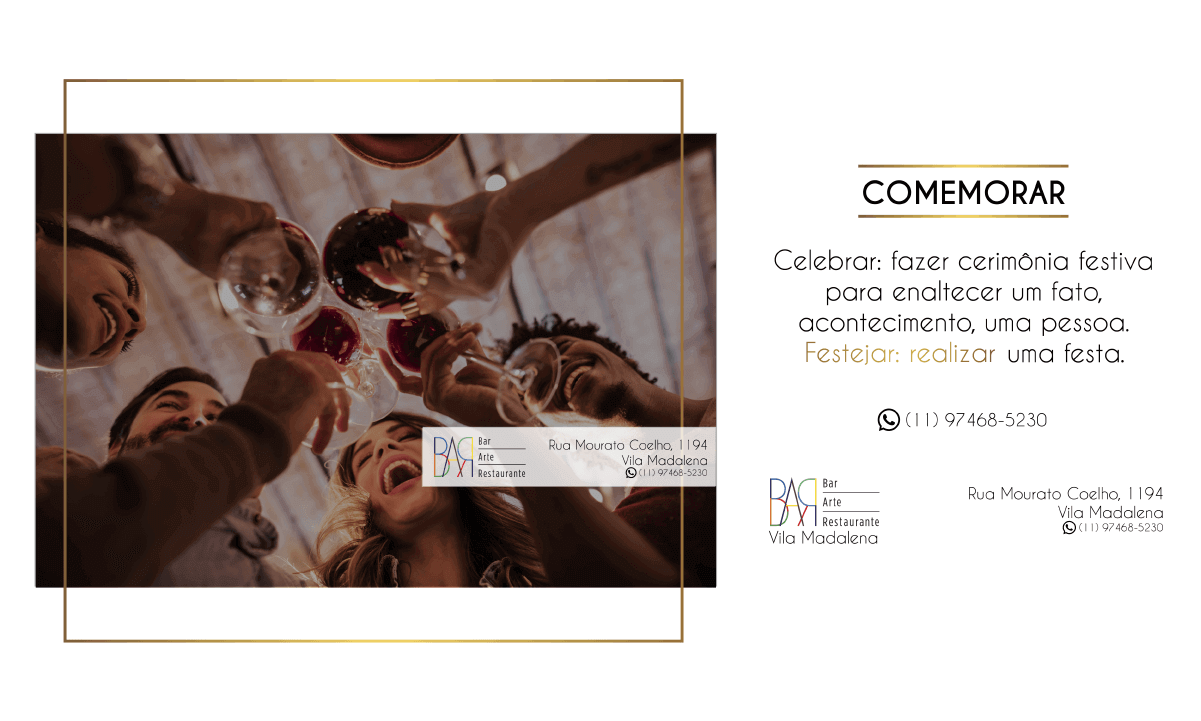 COMEMORAR
Celebrar: fazer cerimônia festiva
para enaltecer um fato,
acontecimento, uma pessoa.
Festejar: realizar uma festa.
(11) 97468-5230
Bar
Arte
Restaurante
Vila Madalena
Rua Mourato Coelho, 1194
Vila Madalena
(11) 97468-5230
Bar
Arte
Restaurante
Rua Mourato Coelho, 1194
Vila Madalena
(11) 97468-5230